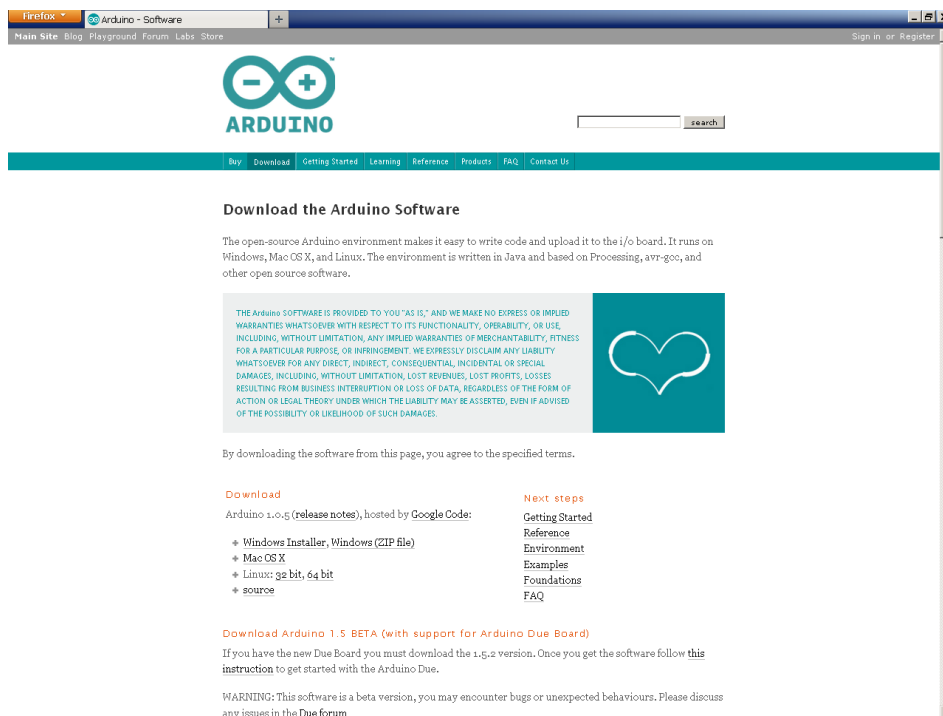 Firefox
Arduino - Software
Main Site Blog Playground Forum Labs Store
Sign in or Register
ARDUINO
search
Buy Download Getting Started Learning Reference Products FAQ Contact Us
Download the Arduino Software
The open-source Arduino environment makes it easy to write code and upload it to the i/o board. It runs on
Windows, Mac OS X, and Linux. The environment is written in Java and based on Processing, avr-gcc, and
other open source software.
THE Arduino SOFTWARE IS PROVIDED TO YOU "AS IS," AND WE MAKE NO EXPRESS OR IMPLIED
WARRANTIES WHATSOEVER WITH RESPECT TO ITS FUNCTIONALITY, OPERABILITY, OR USE,
INCLUDING, WITHOUT LIMITATION, ANY IMPLIED WARRANTIES OF MERCHANTABILITY, FITNESS
FOR A PARTICULAR PURPOSE, OR INFRINGEMENT. WE EXPRESSLY DISCLAIM ANY LIABILITY
WHATSOEVER FOR ANY DIRECT, INDIRECT, CONSEQUENTIAL, INCIDENTAL OR SPECIAL
DAMAGES, INCLUDING, WITHOUT LIMITATION, LOST REVENUES, LOST PROFITS, LOSSES
RESULTING FROM BUSINESS INTERRUPTION OR LOSS OF DATA, REGARDLESS OF THE FORM OF
ACTION OR LEGAL THEORY UNDER WHICH THE LIABILITY MAY BE ASSERTED, EVEN IF ADVISED
OF THE POSSIBILITY OR LIKELIHOOD OF SUCH DAMAGES.
By downloading the software from this page, you agree to the specified terms.
Download
Arduino 1.0.5 (release notes), hosted by Google Code:
Windows Installer, Windows (ZIP file)
Mac OS X
Linux: 32 bit, 64 bit
source
Next steps
Getting Started
Reference
Environment
Examples
Foundations
FAQ
Download Arduino 1.5 BETA (with support for Arduino Due Board)
If you have the new Due Board you must download the 1.5.2 version. Once you get the software follow this
instruction to get started with the Arduino Due.
WARNING: This software is a beta version, you may encounter bugs or unexpected behaviours. Please discuss
any issues in the Due forum